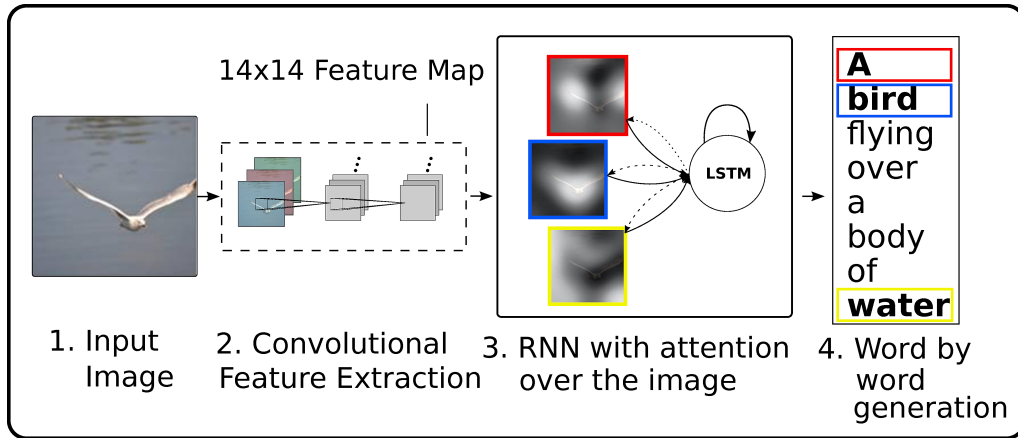 14x14 Feature Map
LSTM
A
bird
flying
over
a
body
of
water
1. Input
Image
2. Convolutional
Feature Extraction
3. RNN with attention
over the image
4. Word by
word
generation